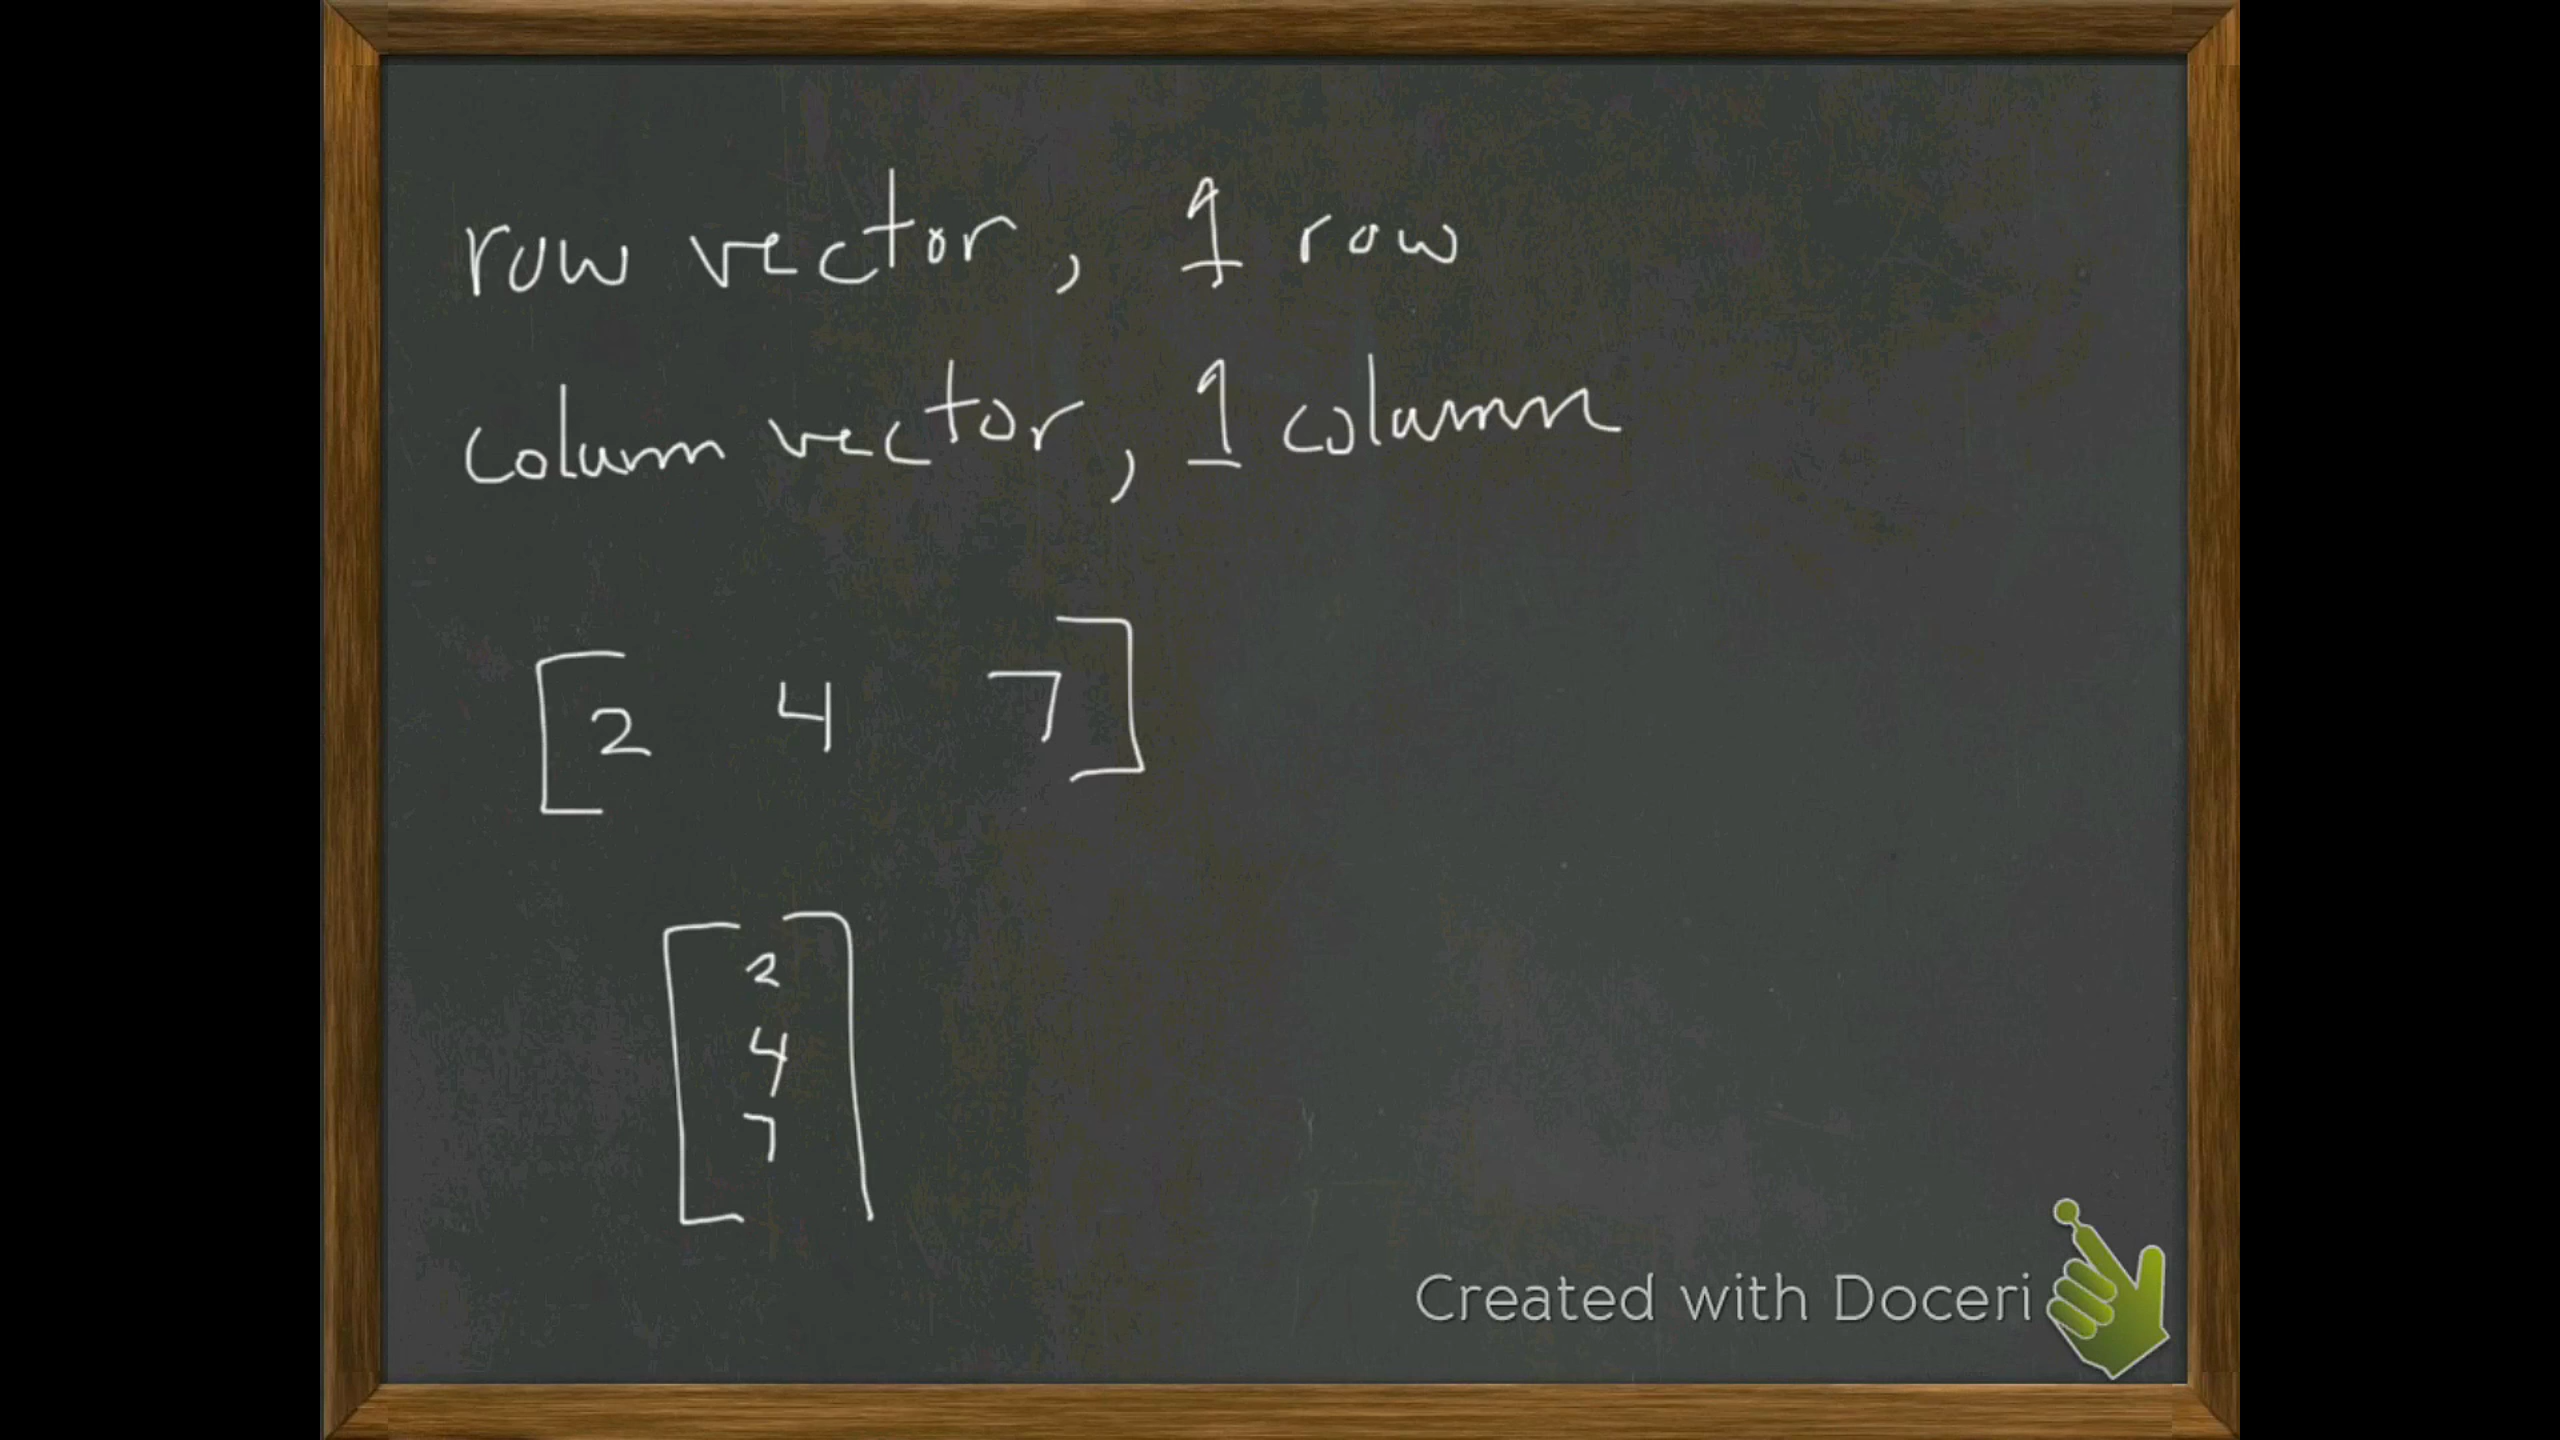 row vector, 1 row
column vector, 1 column
[2 4 7]
2
4
7
Created with Doceri